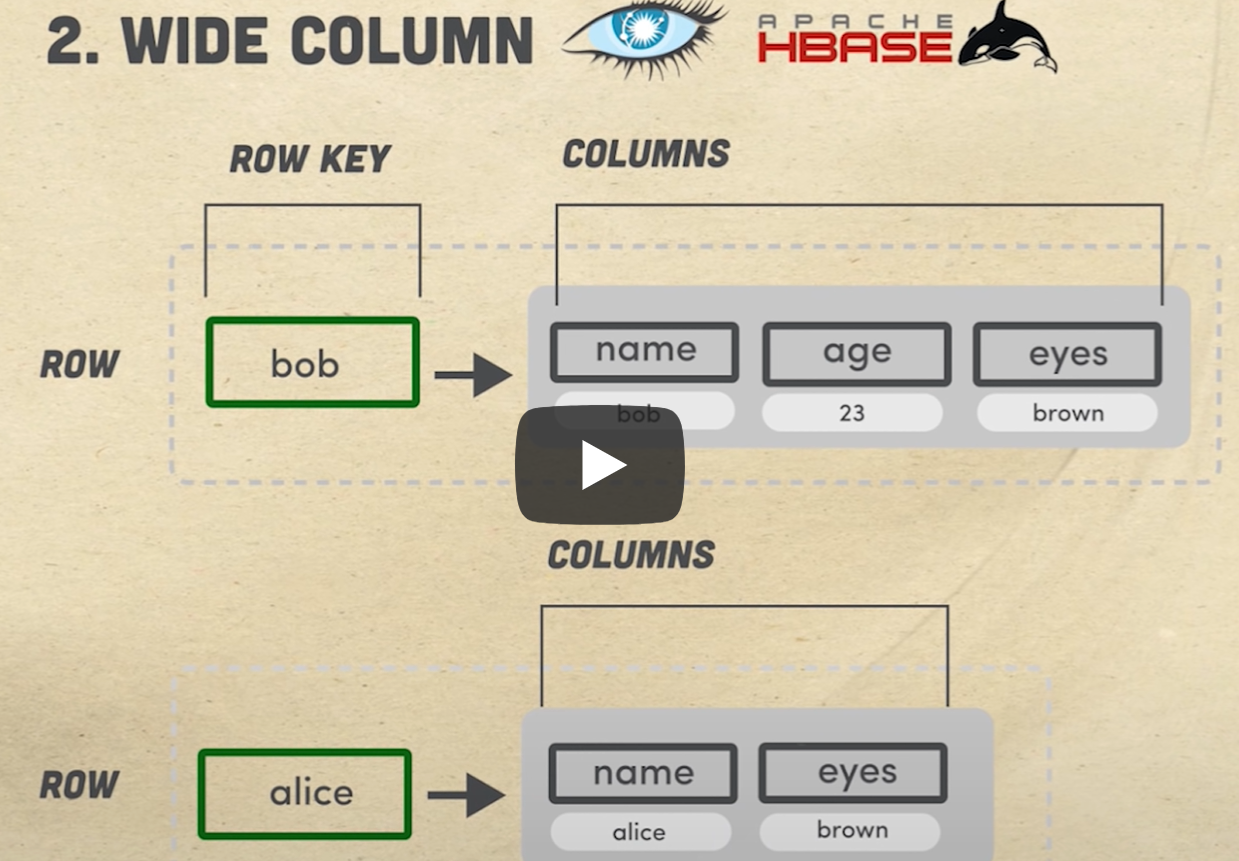 2. WIDE COLUMN
APACHE
HBASE
ROW KEY
COLUMNS
ROW
bob
name
age
eyes
bob
23
brown
COLUMNS
ROW
alice
name
eyes
alice
brown